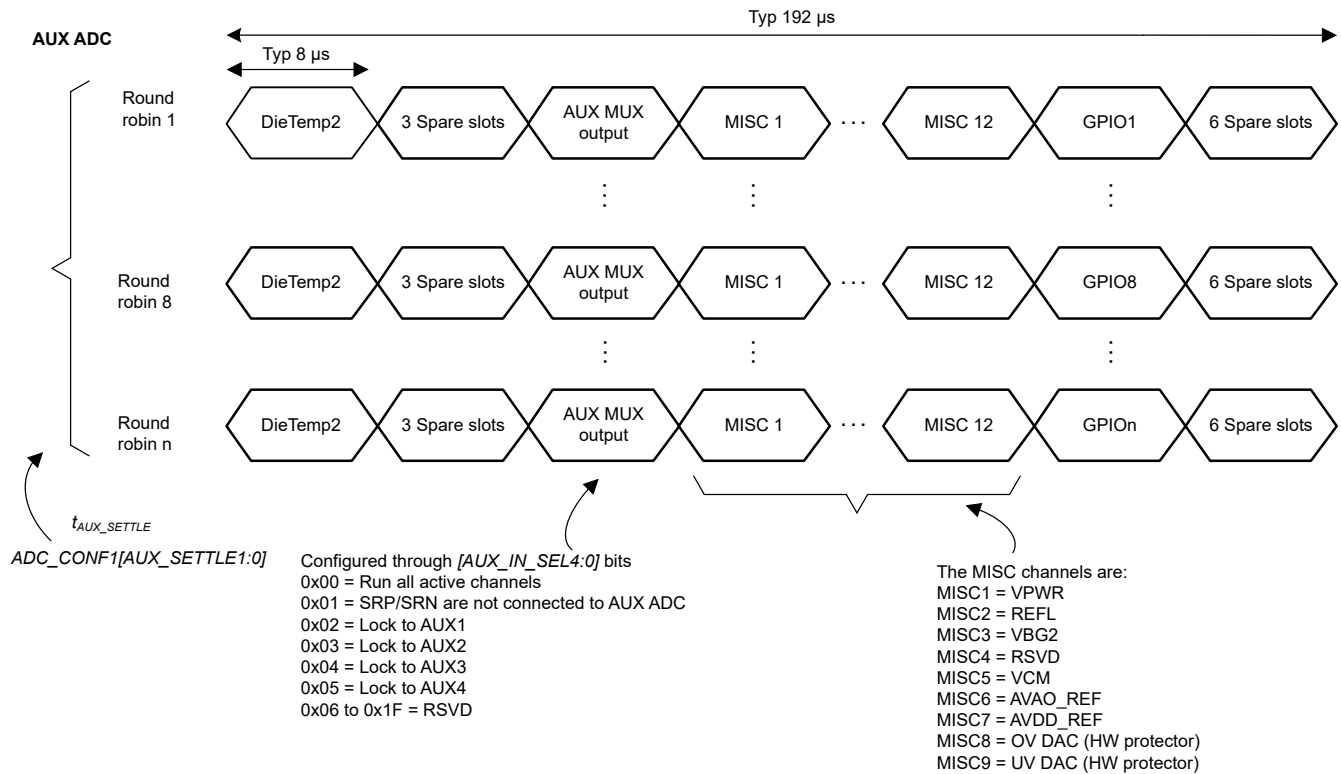 Typ 192 µs
AUX ADC
Typ 8 µs
Round
robin 1
DieTemp2
3 Spare slots
AUX MUX
output
MISC 1
. . .
MISC 12
GPIO1
6 Spare slots
Round
robin 8
DieTemp2
3 Spare slots
AUX MUX
output
MISC 1
. . .
MISC 12
GPIO8
6 Spare slots
Round
robin n
DieTemp2
3 Spare slots
AUX MUX
output
MISC 1
. . .
MISC 12
GPIOn
6 Spare slots
tAUX_SETTLE
ADC_CONF1[AUX_SETTLE1:0]
Configured through [AUX_IN_SEL4:0] bits
0x00 = Run all active channels
0x01 = SRP/SRN are not connected to AUX ADC
0x02 = Lock to AUX1
0x03 = Lock to AUX2
0x04 = Lock to AUX3
0x05 = Lock to AUX4
0x06 to 0x1F = RSVD
The MISC channels are:
MISC1 = VPWR
MISC2 = REFL
MISC3 = VBG2
MISC4 = RSVD
MISC5 = VCM
MISC6 = AVAO_REF
MISC7 = AVDD_REF
MISC8 = OV DAC (HW protector)
MISC9 = UV DAC (HW protector)